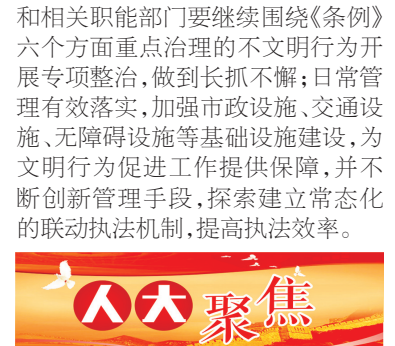 和相关职能部门要继续围绕《条例》
六个方面重点治理的不文明行为开
展专项整治,做到长抓不懈;日常管
理有效落实,加强市政设施、交通设
施、无障碍设施等基础设施建设,为
文明行为促进工作提供保障,并不
断创新管理手段,探索建立常态化
的联动执法机制,提高执法效率。
人大聚焦